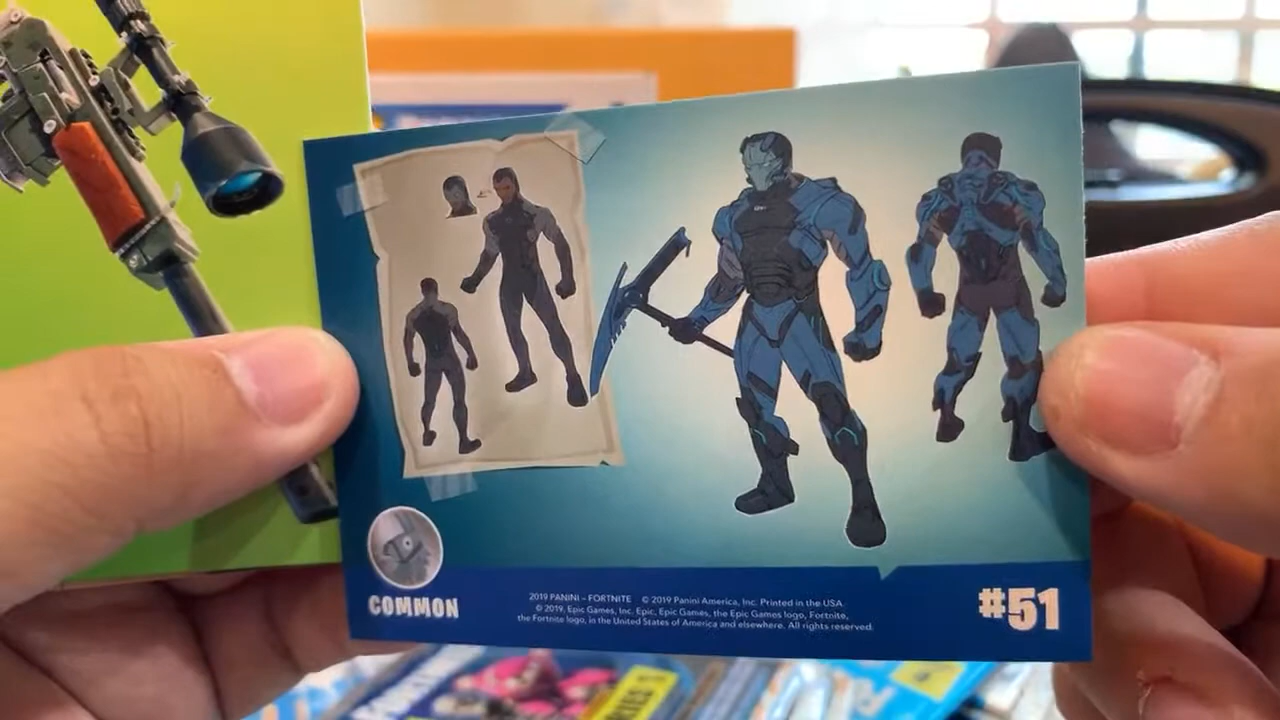 COMMON
2019 PANINI – FORTNITE © 2019 Panini America, Inc. Printed in the USA
© 2019, Epic Games, Inc. Epic, Epic Games, the Epic Games logo, Fortnite,
the Fortnite logo, in the United States of America and elsewhere. All rights reserved.
#51